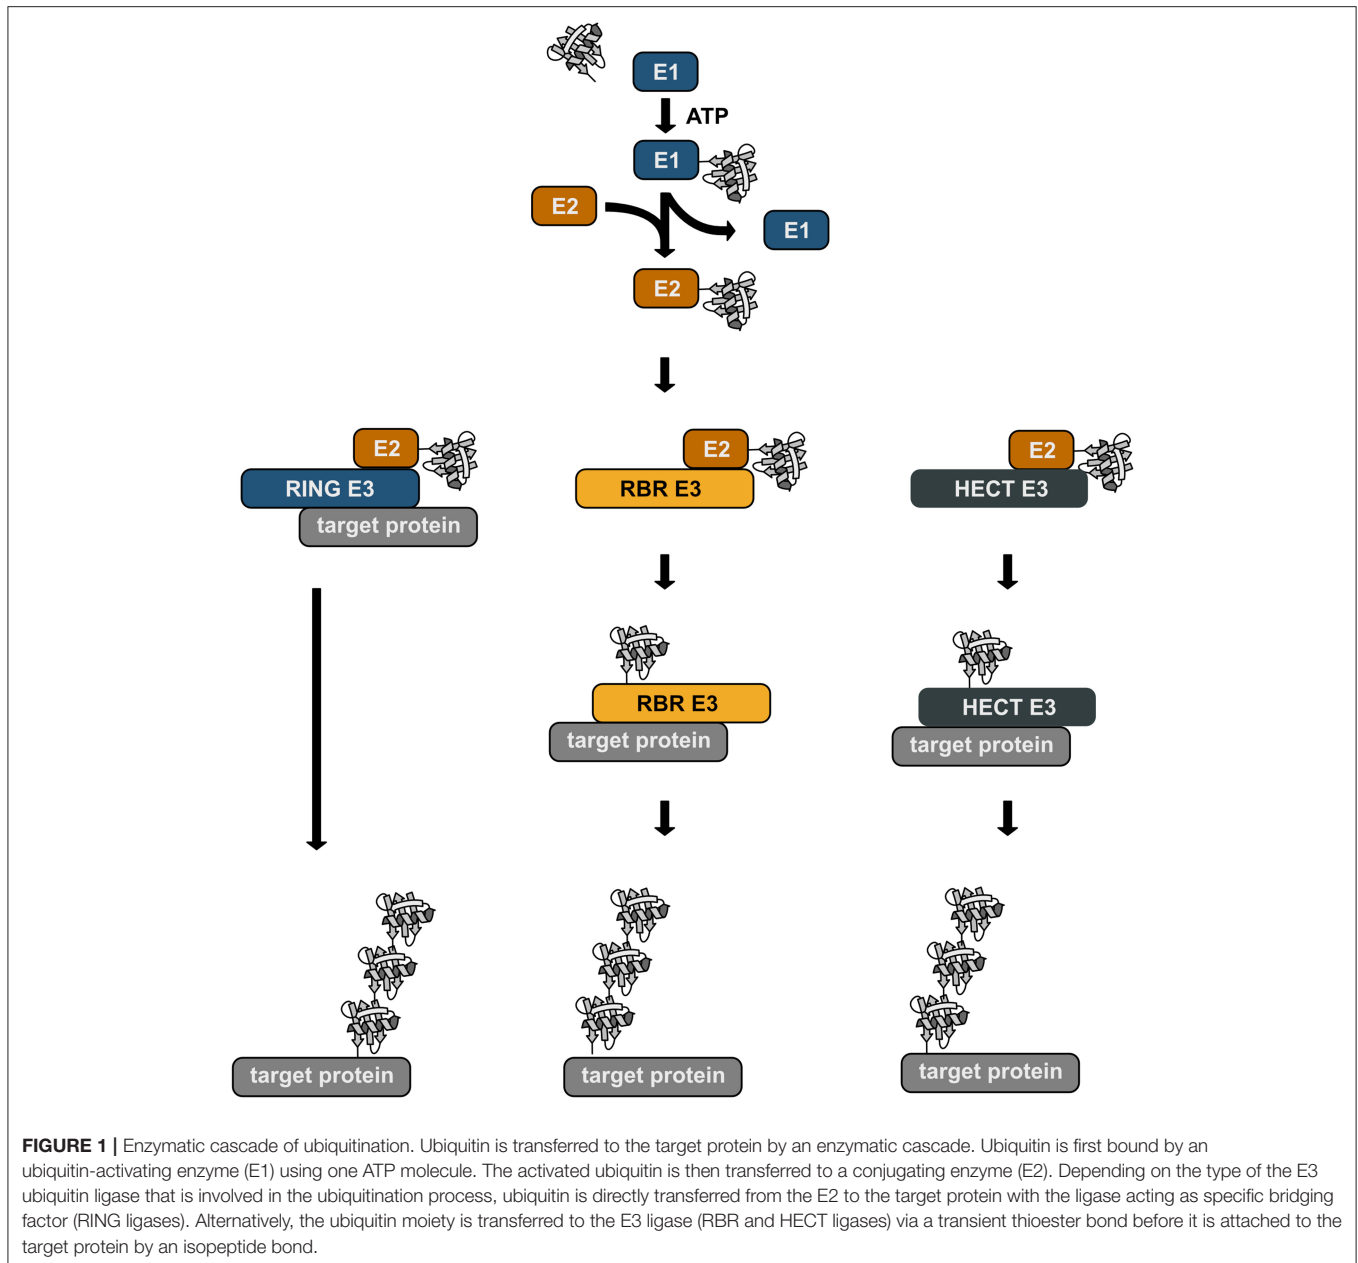 E1
ATP
E1
E2
E1
E2
E2
E2
E2
RING E3
RBR E3
HECT E3
target protein
RBR E3
HECT E3
target protein
target protein
target protein
target protein
target protein
FIGURE 1 | Enzymatic cascade of ubiquitination. Ubiquitin is transferred to the target protein by an enzymatic cascade. Ubiquitin is first bound by an
ubiquitin-activating enzyme (E1) using one ATP molecule. The activated ubiquitin is then transferred to a conjugating enzyme (E2). Depending on the type of the E3
ubiquitin ligase that is involved in the ubiquitination process, ubiquitin is directly transferred from the E2 to the target protein with the ligase acting as specific bridging
factor (RING ligases). Alternatively, the ubiquitin moiety is transferred to the E3 ligase (RBR and HECT ligases) via a transient thioester bond before it is attached to the
target protein by an isopeptide bond.